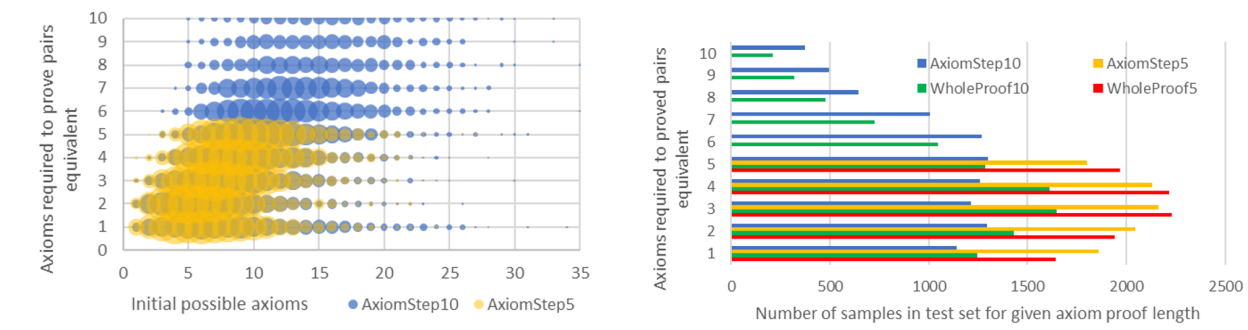 Axioms required to prove pairs
equivalent
10
9
8
7
6
5
4
3
2
1
0
0 5 10 15 20 25 30 35
Initial possible axioms
AxiomStep10 AxiomStep5
Axioms required to proved pairs
equivalent
10
9
8
7
6
5
4
3
2
1
AxiomStep10 AxiomStep5
WholeProof10 WholeProof5
0 500 1000 1500 2000 2500
Number of samples in test set for given axiom proof length